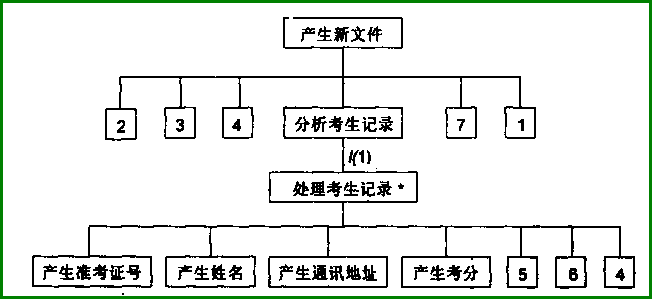 产生新文件
2 3 4 分析考生记录 7 1
I(1)
处理考生记录 *
产生准考证号 产生姓名 产生通讯地址 产生考分 5 6 4